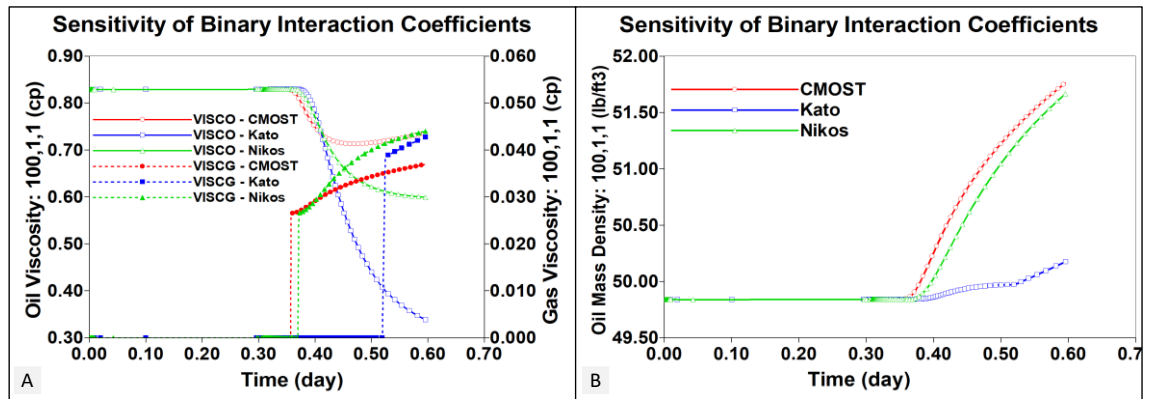 Sensitivity of Binary Interaction Coefficients
0.90
0.80
0.70
0.60
0.50
0.40
0.30
Oil Viscosity: 100,1,1 (cp)
VISCO - CMOST
VISCO - Kato
VISCO - Nikos
VISCG - CMOST
VISCG - Kato
VISCG - Nikos
0.060
0.050
0.040
0.030
0.020
0.010
0.000
Gas Viscosity: 100,1,1 (cp)
0.00 0.10 0.20 0.30 0.40 0.50 0.60 0.70
Time (day)
A
Sensitivity of Binary Interaction Coefficients
52.00
51.50
51.00
50.50
50.00
49.50
Oil Mass Density: 100,1,1 (lb/ft3)
CMOST
Kato
Nikos
0.00 0.10 0.20 0.30 0.40 0.50 0.60 0.7
Time (day)
B